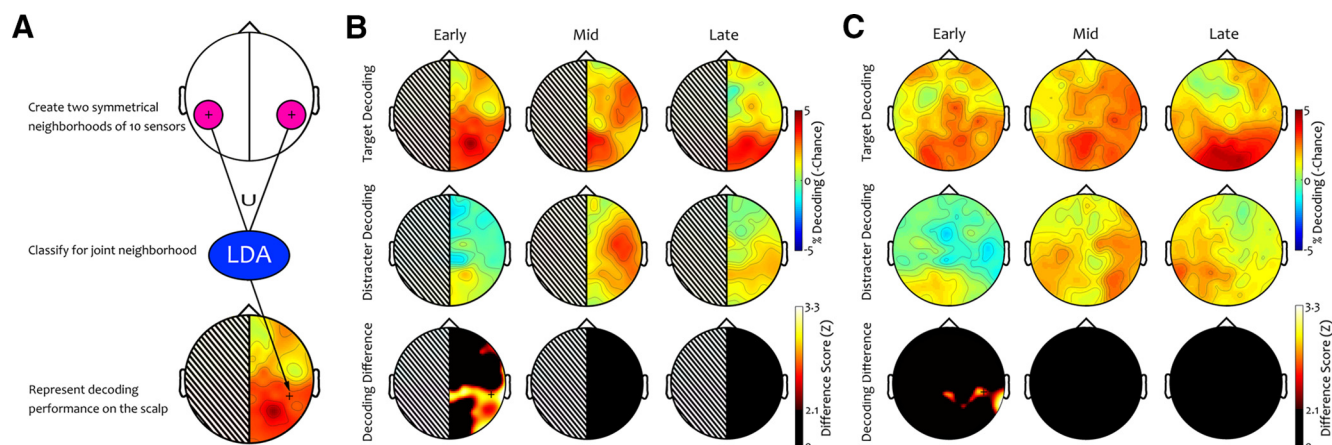 A
Create two symmetrical
neighborhoods of 10 sensors
+
+
U
Classify for joint neighborhood
LDA
Represent decoding
performance on the scalp
+
B
Early
Mid
Late
Target Decoding
Distracter Decoding
Decoding Difference
+
5
0
-5
% Decoding (-Chance)
3.3
2.1
Difference Score (Z)
C
Early
Mid
Late
Target Decoding
Distracter Decoding
Decoding Difference
5
0
-5
% Decoding (-Chance)
3.3
2.1
Difference Score (Z)